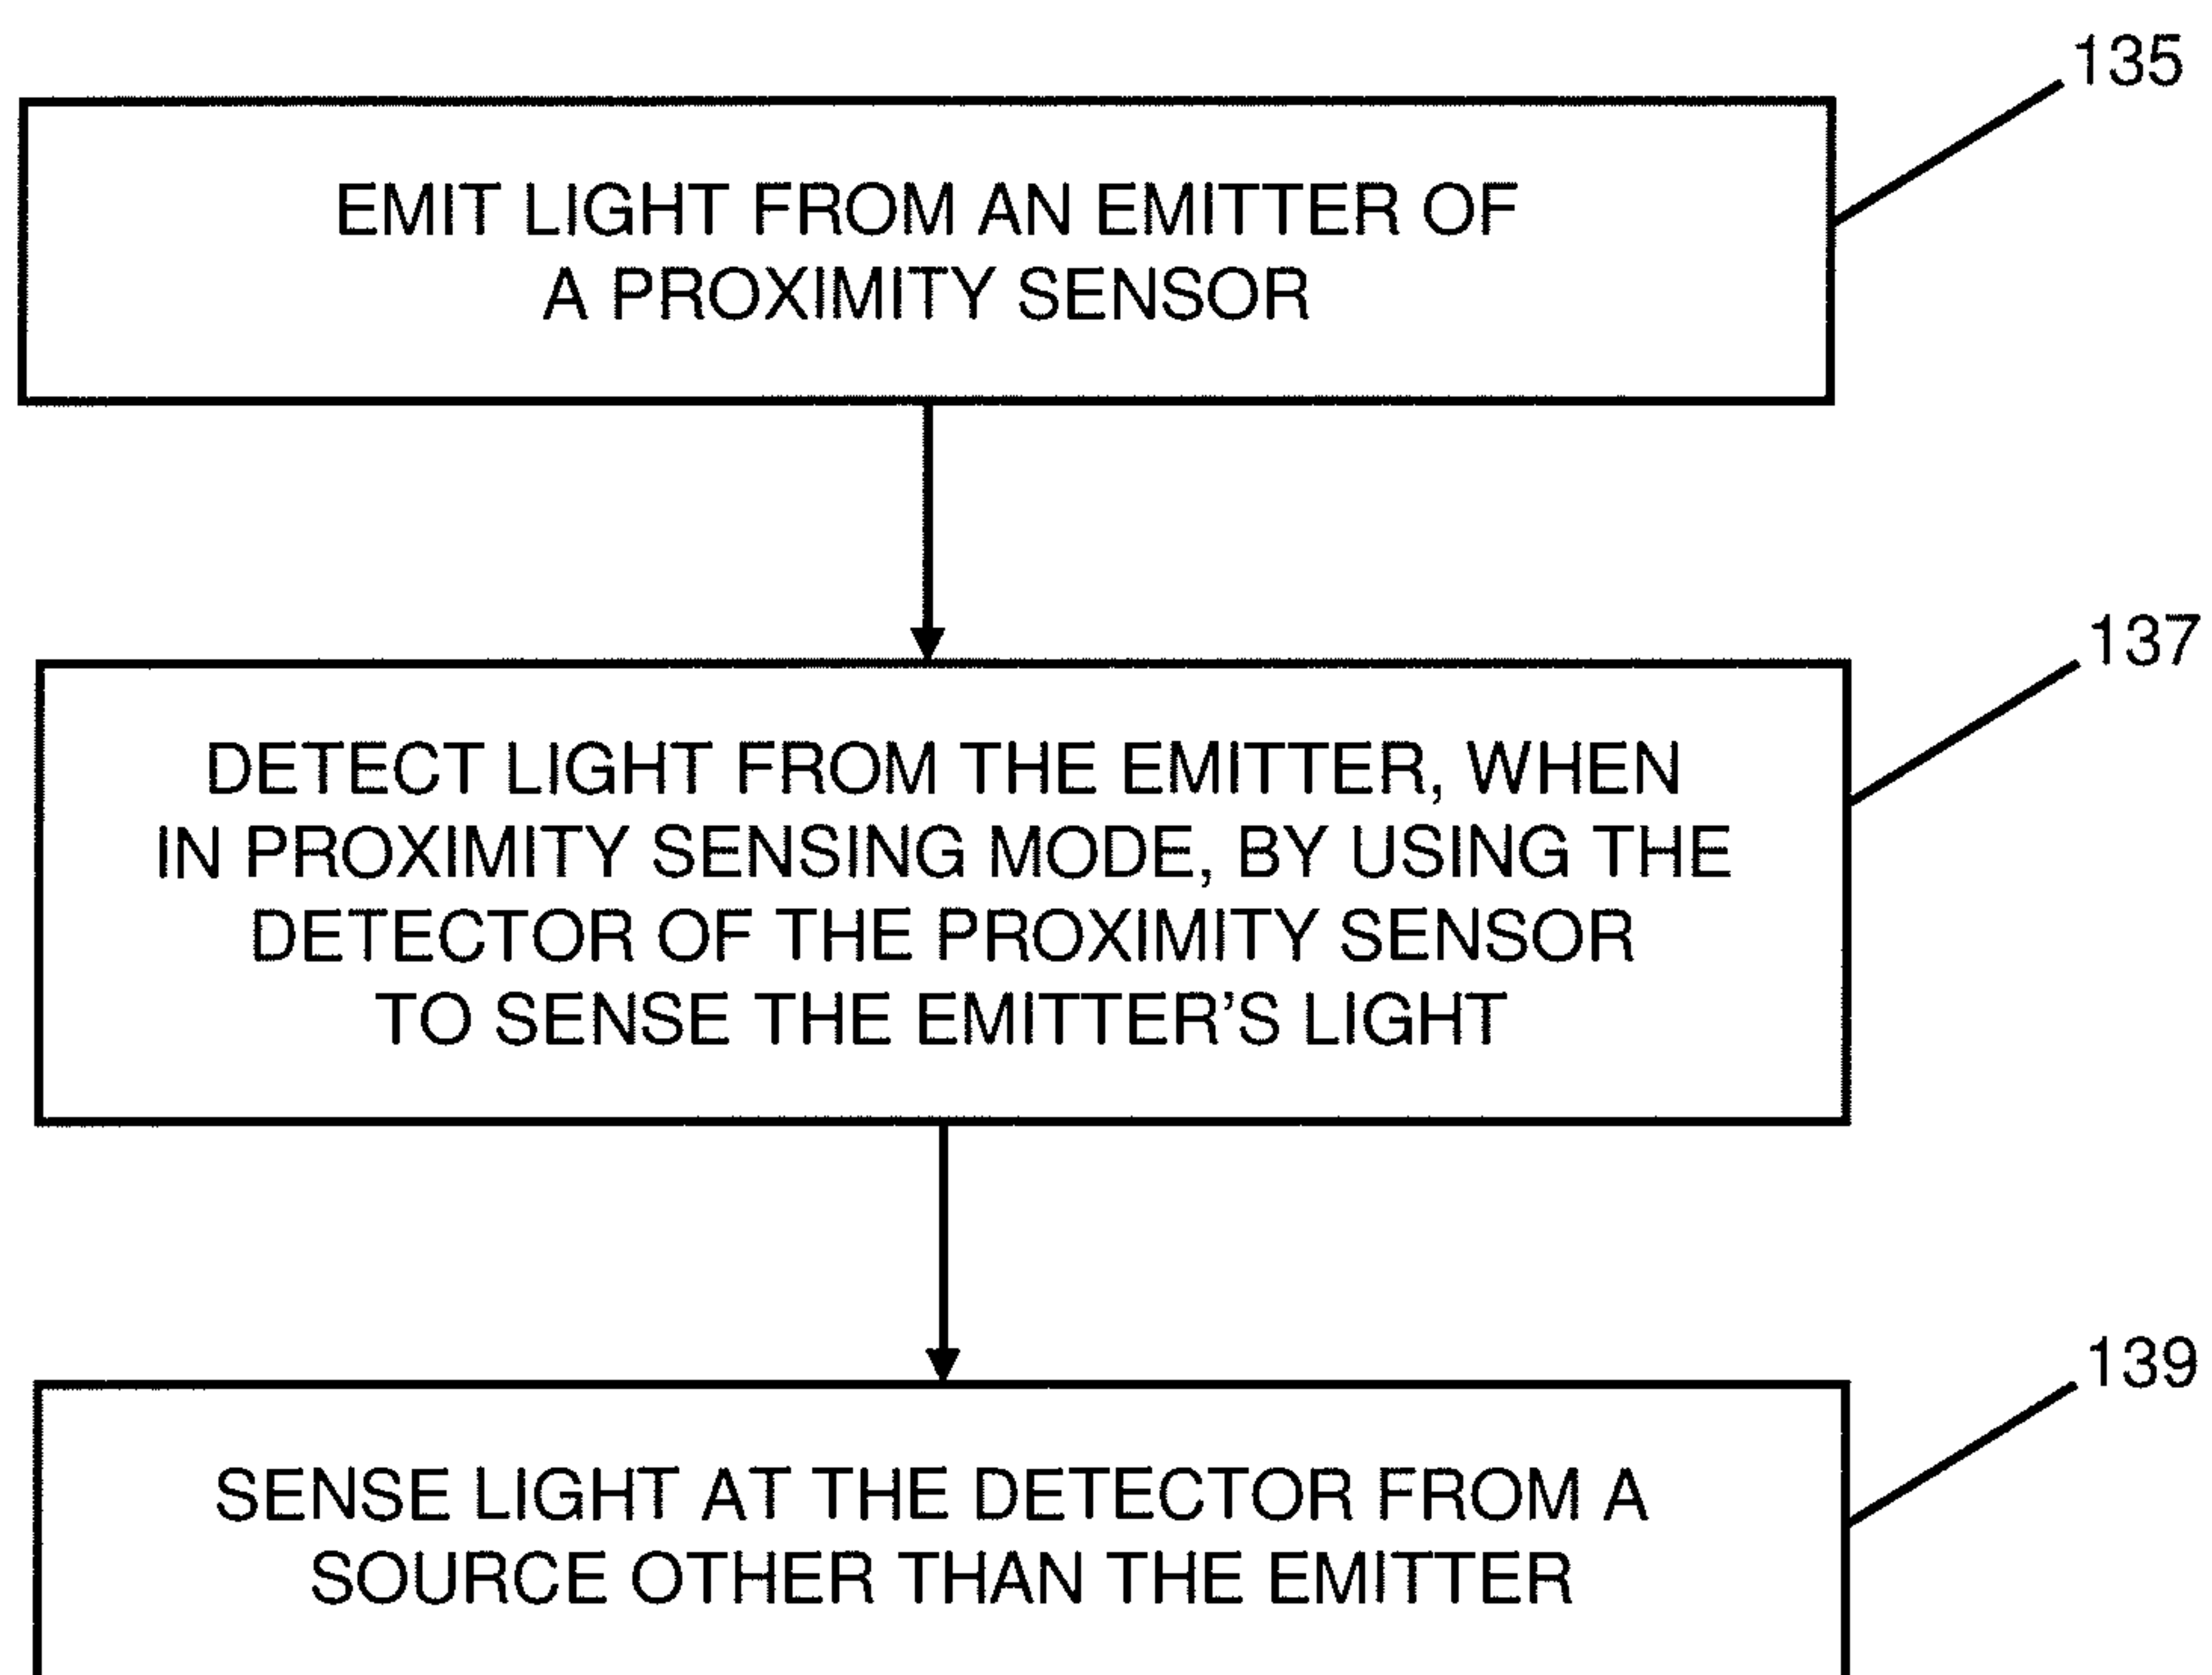 135
EMIT LIGHT FROM AN EMITTER OF
A PROXIMITY SENSOR
137
DETECT LIGHT FROM THE EMITTER, WHEN
IN PROXIMITY SENSING MODE, BY USING THE
DETECTOR OF THE PROXIMITY SENSOR
TO SENSE THE EMITTER'S LIGHT
139
SENSE LIGHT AT THE DETECTOR FROM A
SOURCE OTHER THAN THE EMITTER